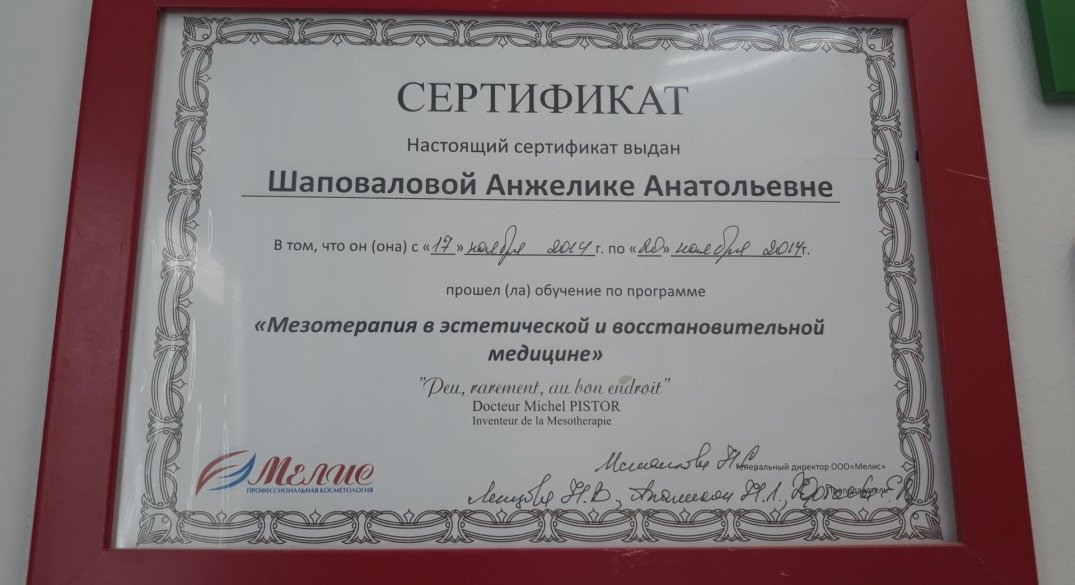 СЕРТИФИКАТ
Настоящий сертификат выдан
Шаповаловой Анжелике Анатольевне
В том, что он (она) с «17» ноября 2014 г. по «20» ноября 2014г.
прошел (ла) обучение по программе
«Мезотерапия в эстетической и восстановительной
медицине»
"Peu, rarement, au bon endroit"
Docteur Michel PISTOR
Inventeur de la Mesotherapie
Генеральный директор ООО«Мелис»
Мелис
ПРОФЕССИОНАЛЬНАЯ КОСМЕТОЛОГИЯ